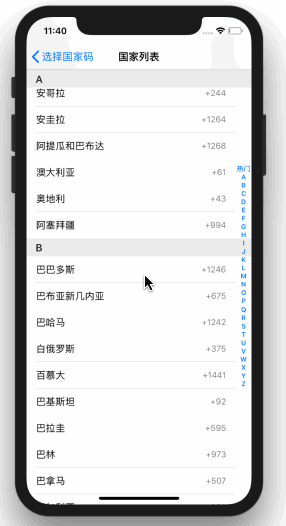 11:40
选择国家码 国家列表
A
安哥拉 +244
安圭拉 +1264
阿提瓜和巴布达 +1268
澳大利亚 +61
奥地利 +43
阿塞拜疆 +994
B
巴巴多斯 +1246
巴布亚新几内亚 +675
巴哈马 +1242
白俄罗斯 +375
百慕大 +1441
巴基斯坦 +92
巴拉圭 +595
巴林 +973
巴拿马 +507
热门
A
B
C
D
E
F
G
H
I
J
K
L
M
N
O
P
Q
R
S
T
U
V
W
X
Y
Z